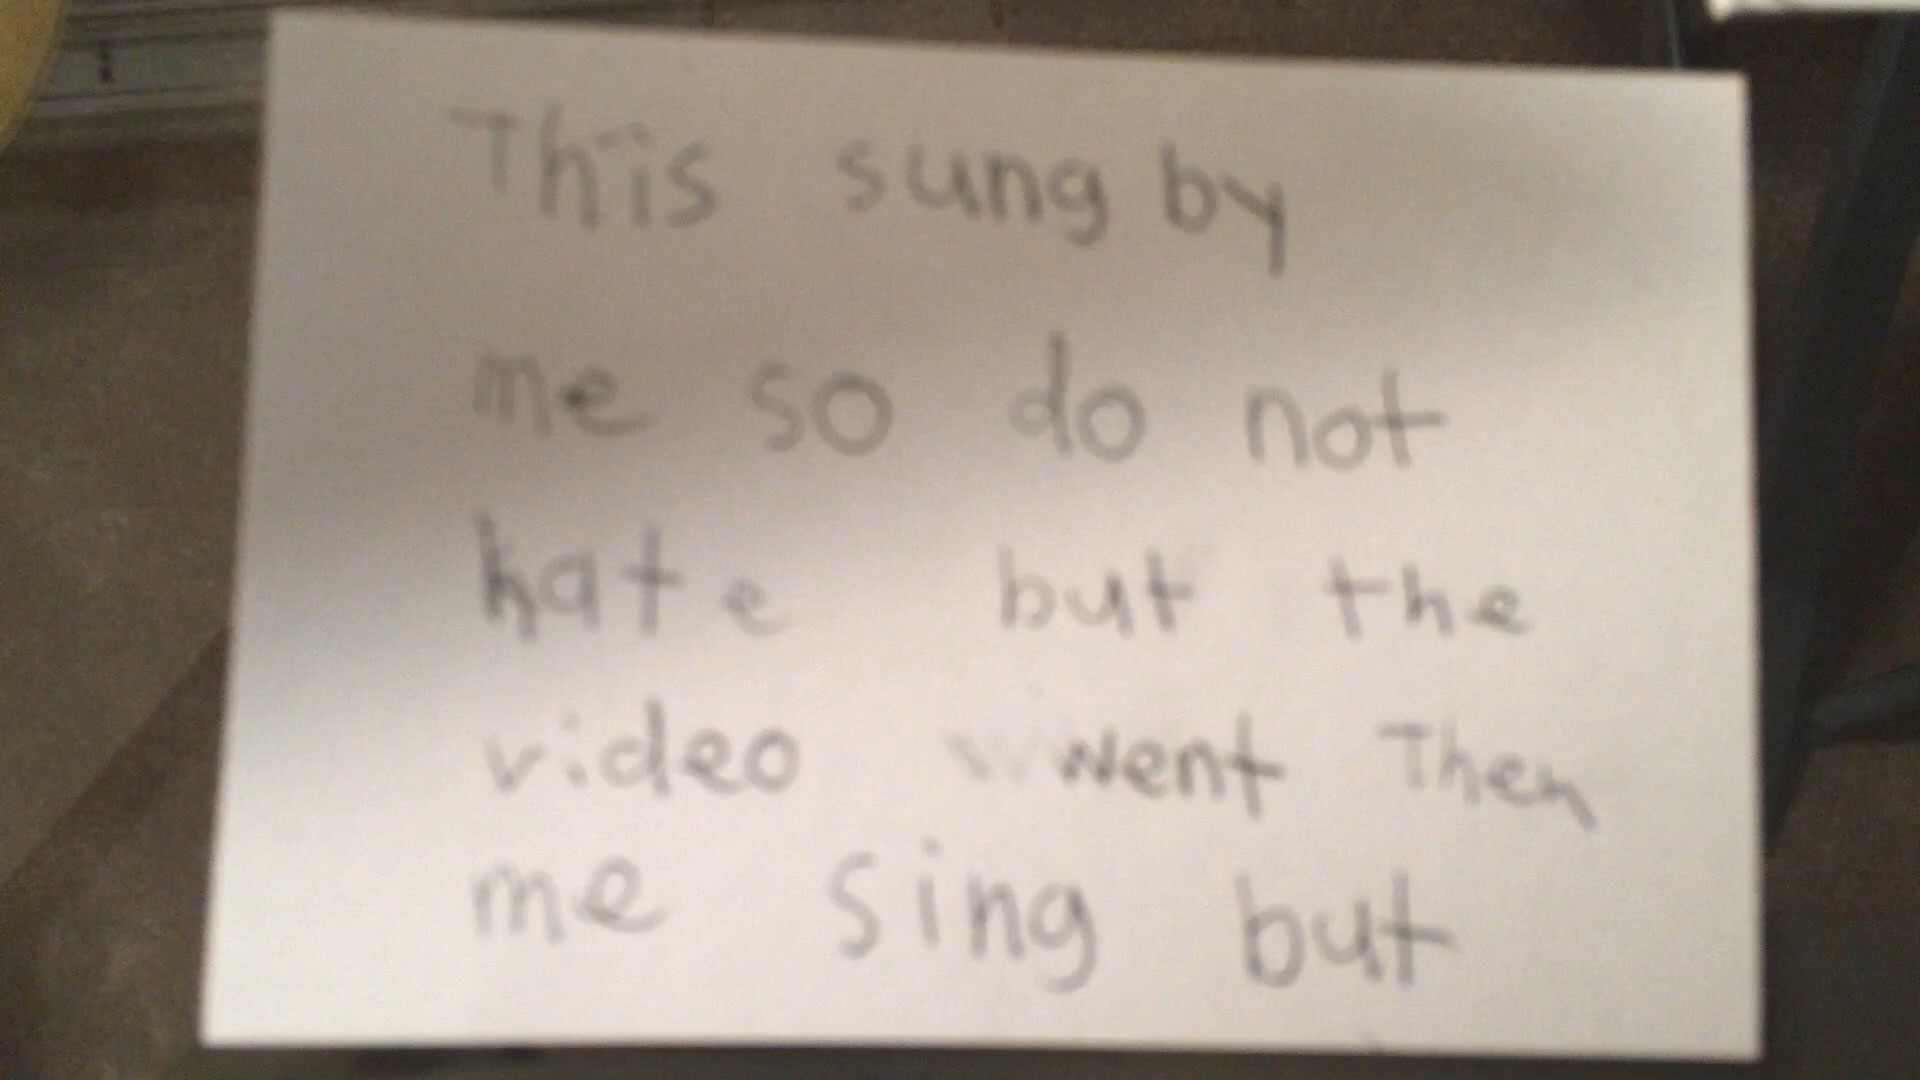 This sung by
me so do not
hate but the
video went Then
me sing but